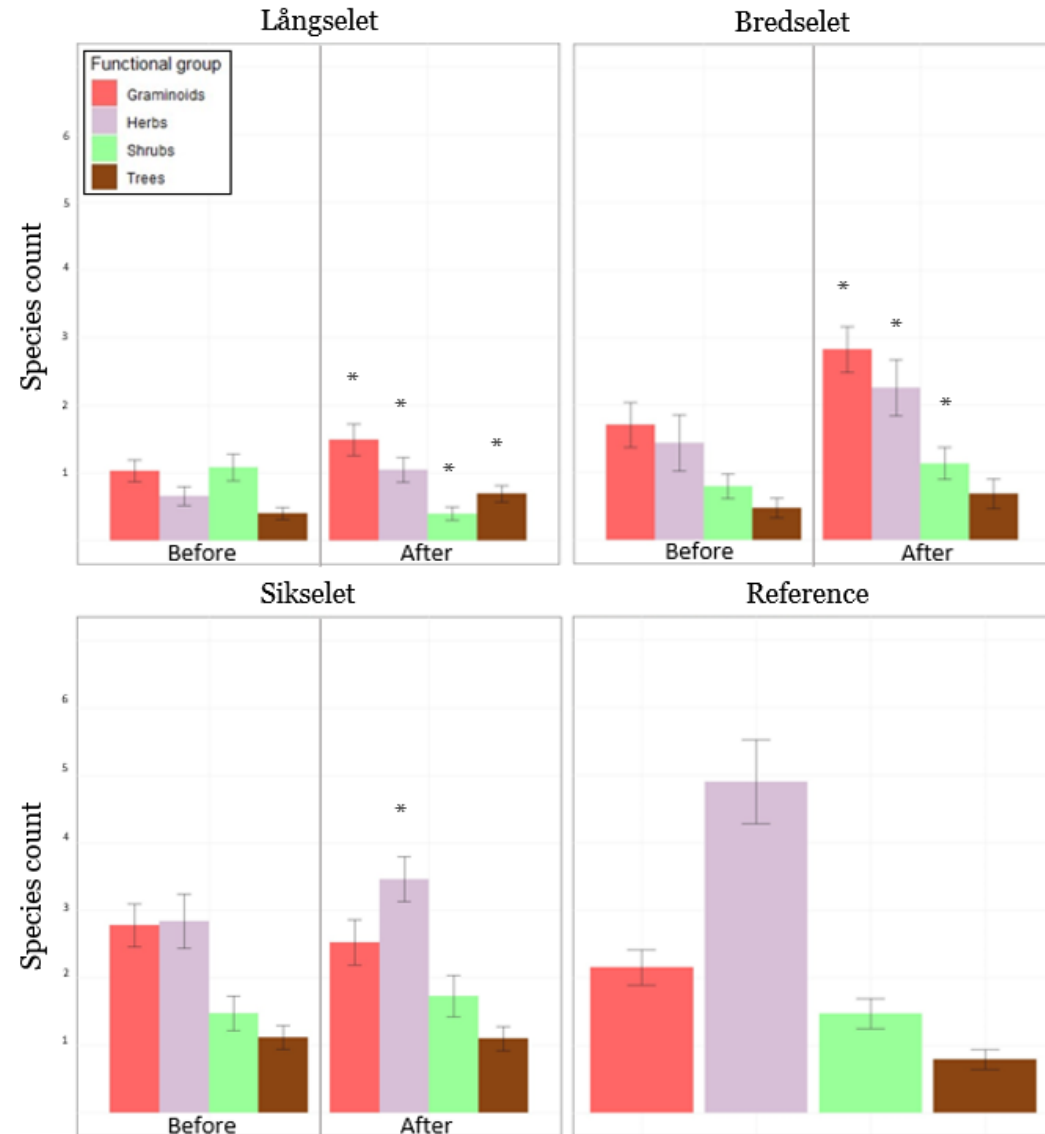 Långselet
Functional group
Graminoids
Herbs
Shrubs
Trees
Species count
6
5
4
3
2
1
*
*
*
*
Before
After
Bredselet
*
*
*
Before
After
Sikselet
Species count
6
5
4
3
2
1
*
Before
After
Reference